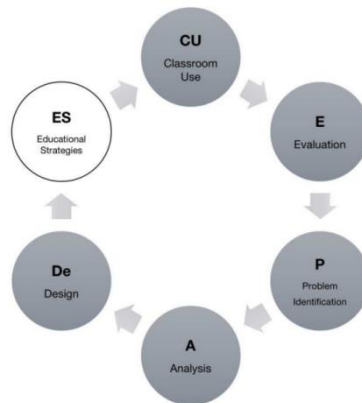 CU
Classroom
Use
E
Evaluation
P
Problem
Identification
A
Analysis
De
Design
ES
Educational
Strategies